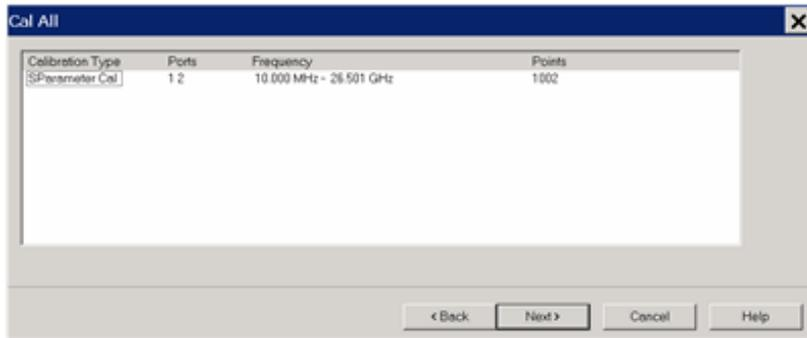 Cal All
Calibration Type Ports Frequency Points
SParameter Cal 1 2 10.000 MHz - 26.501 GHz 1002
< Back Next > Cancel Help